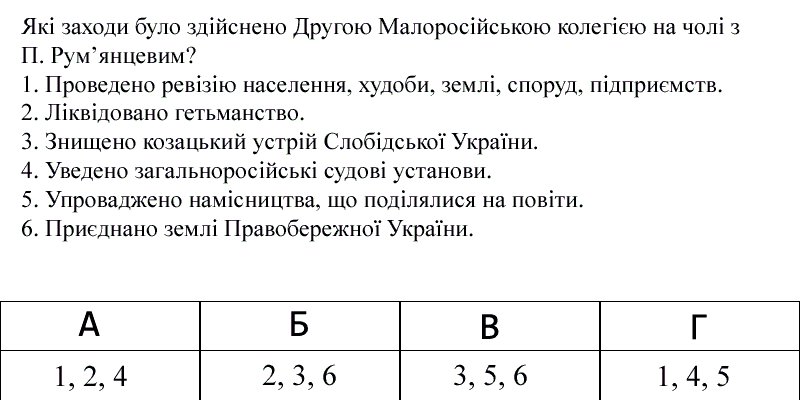 Які заходи було здійснено Другою Малоросійською колегією на чолі з
П. Рум’янцевим?
1. Проведено ревізію населення, худоби, землі, споруд, підприємств.
2. Ліквідовано гетьманство.
3. Знищено козацький устрій Слобідської України.
4. Уведено загальноросійські судові установи.
5. Упроваджено намісництва, що поділялися на повіти.
6. Приєднано землі Правобережної України.
А Б В Г
1, 2, 4 2, 3, 6 3, 5, 6 1, 4, 5